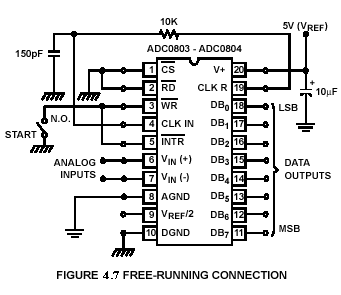 10K
5V (VREF)
150pF
ADC0803 - ADC0804
1 CS V+ 20
2 RD CLK R 19
+
10µF
3 WR DB0 18 LSB
N.O.
4 CLK IN DB1 17
START
5 INTR DB2 16
ANALOG INPUTS
6 VIN (+) DB3 15
DATA OUTPUTS
7 VIN (-) DB4 14
8 AGND DB5 13
9 VREF/2 DB6 12
10 DGND DB7 11 MSB
FIGURE 4.7 FREE-RUNNING CONNECTION